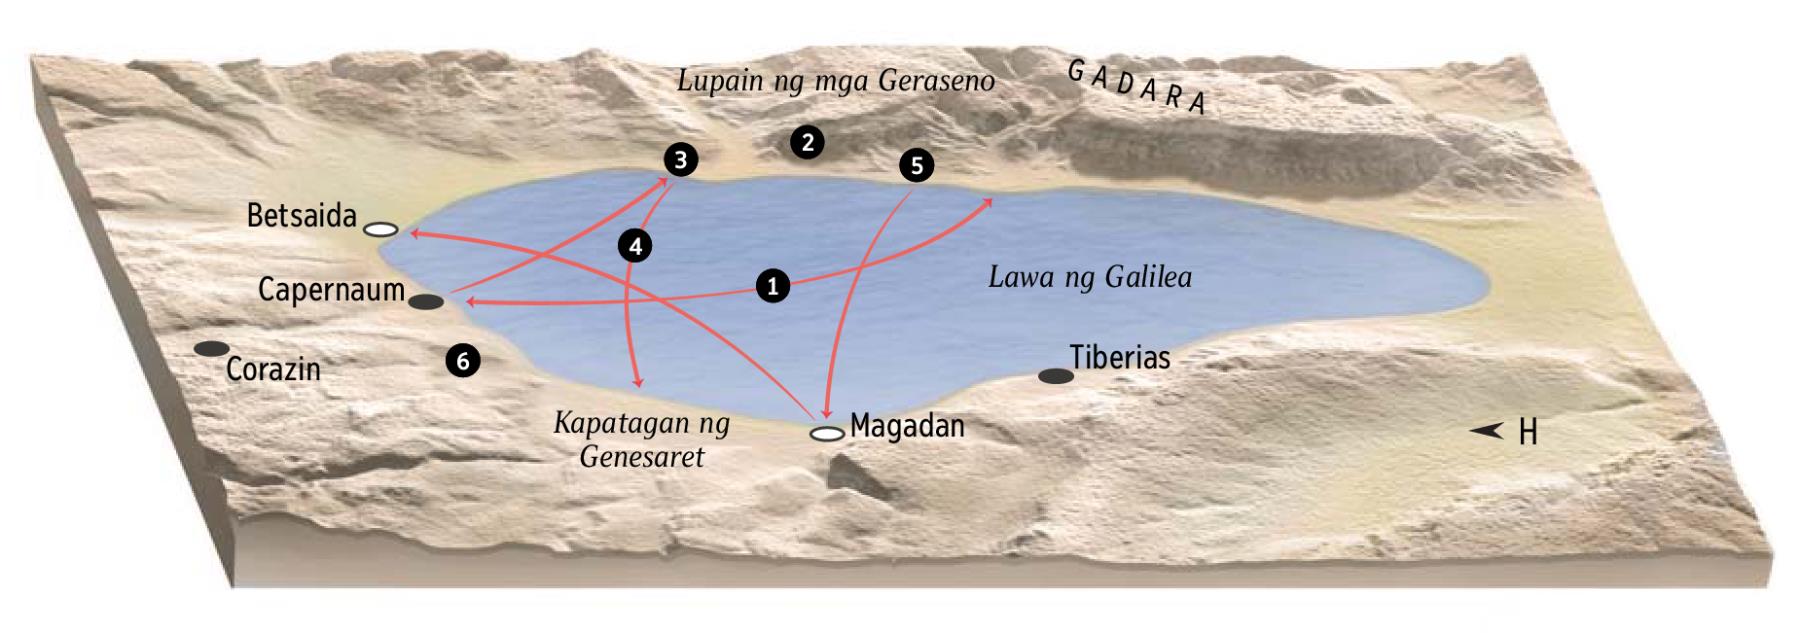 Lupain ng mga Geraseno
GADARA
2
3
5
Betsaida
4
Capernaum
1
Lawa ng Galilea
6
Corazin
Tiberias
Kapatagan ng
Genesaret
Magadan
H